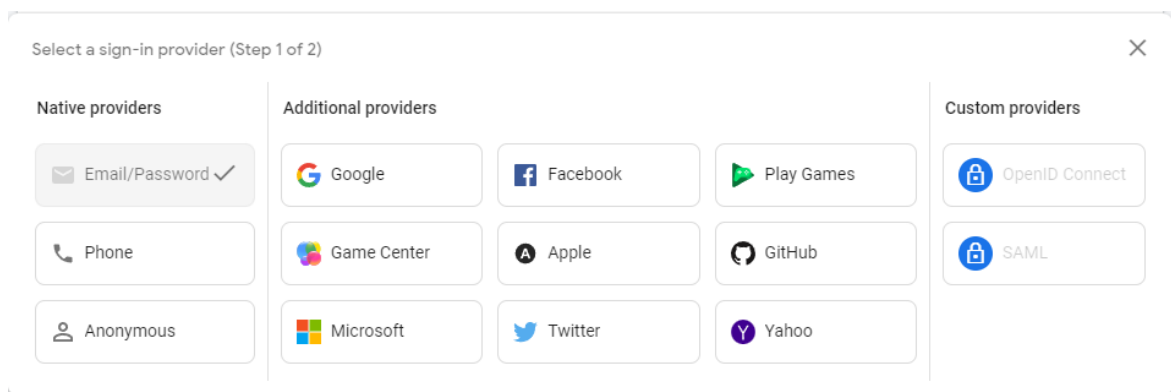 Select a sign-in provider (Step 1 of 2)
Native providers
Additional providers
Custom providers
Email/Password
Google
Facebook
Play Games
OpenID Connect
Phone
Game Center
Apple
GitHub
SAML
Anonymous
Microsoft
Twitter
Yahoo